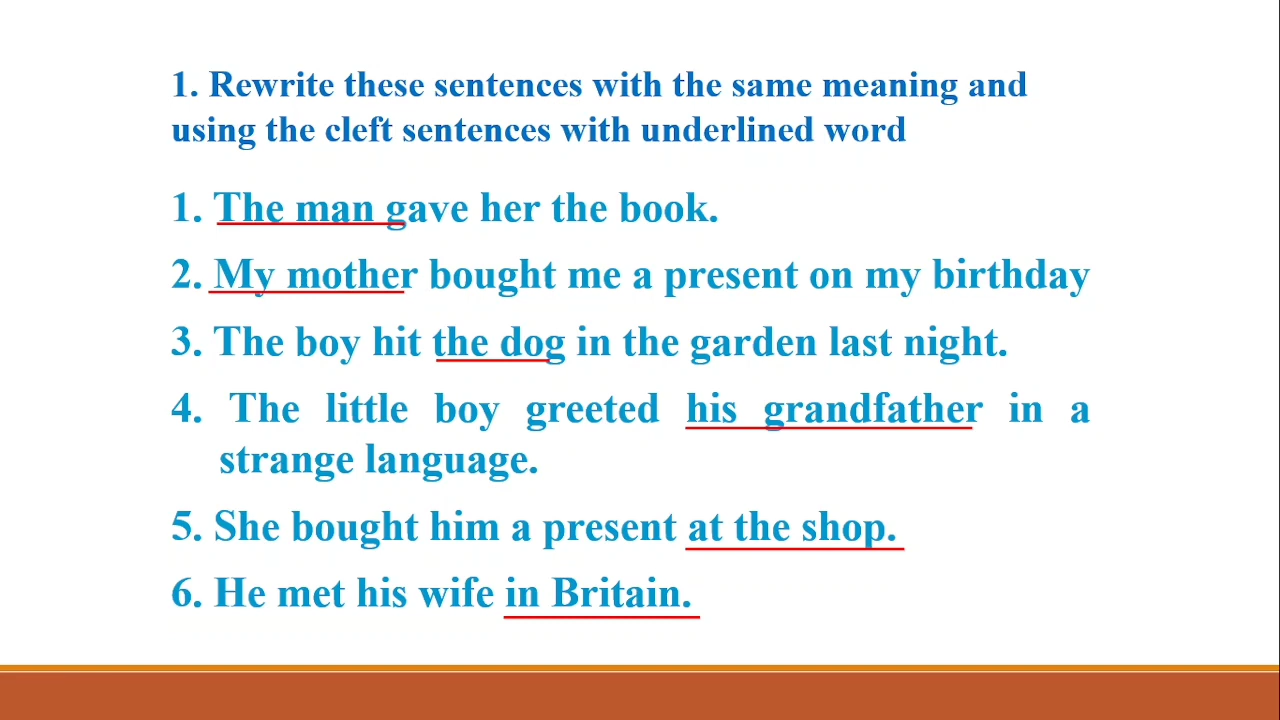 1. Rewrite these sentences with the same meaning and
using the cleft sentences with underlined word
1. The man gave her the book.
2. My mother bought me a present on my birthday
3. The boy hit the dog in the garden last night.
4. The little boy greeted his grandfather in a
strange language.
5. She bought him a present at the shop.
6. He met his wife in Britain.